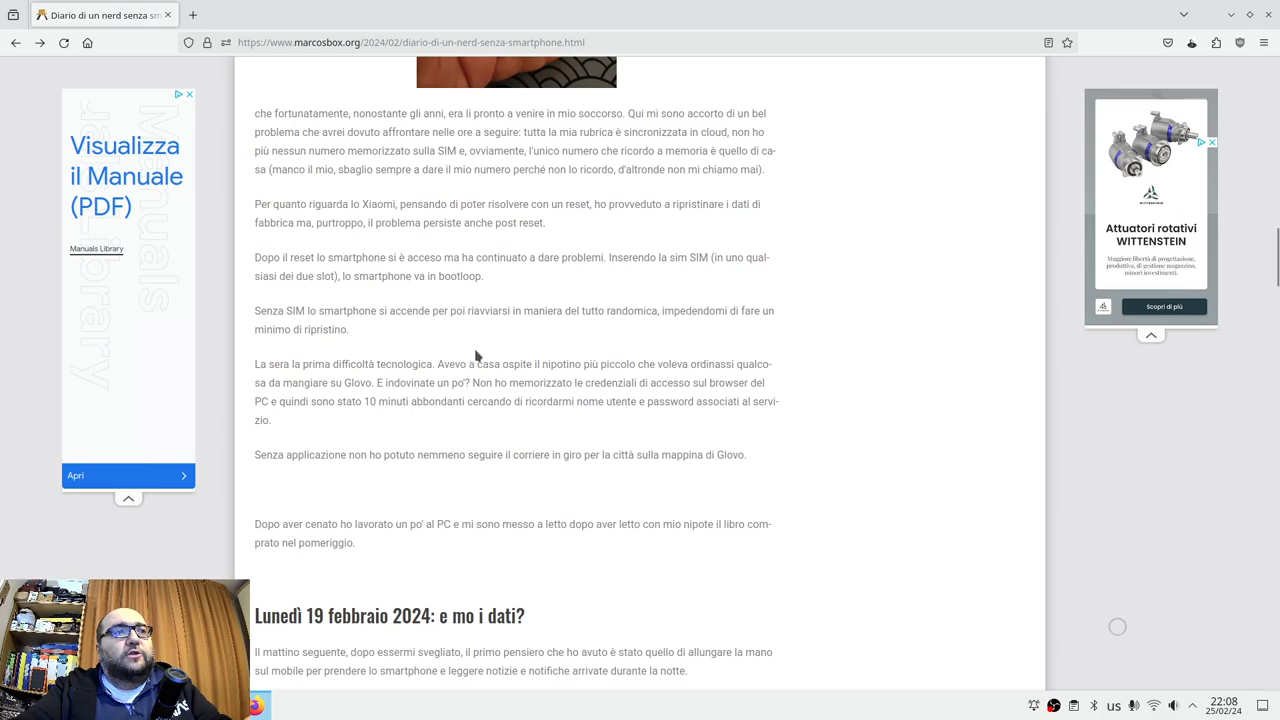 Diario di un nerd senza sm
https://www.marcosbox.org/2024/02/diario-di-un-nerd-senza-smartphone.html
che fortunatamente, nonostante gli anni, era li pronto a venire in mio soccorso. Qui mi sono accorto di un bel
problema che avrei dovuto affrontare nelle ore a seguire: tutta la mia rubrica è sincronizzata in cloud, non ho
più nessun numero memorizzato sulla SIM e, ovviamente, l'unico numero che ricordo a memoria è quello di ca-
sa (manco il mio, sbaglio sempre a dare il mio numero perché non lo ricordo, d'altronde non mi chiamo mai).
Per quanto riguarda lo Xiaomi, pensando di poter risolvere con un reset, ho provveduto a ripristinare i dati di
fabbrica ma, purtroppo, il problema persiste anche post reset.
Dopo il reset lo smartphone si è acceso ma ha continuato a dare problemi. Inserendo la sim SIM (in uno qual-
siasi dei due slot), lo smartphone va in bootloop.
Senza SIM lo smartphone si accende per poi riavviarsi in maniera del tutto randomica, impedendomi di fare un
minimo di ripristino.
La sera la prima difficoltà tecnologica. Avevo a casa ospite il nipotino più piccolo che voleva ordinassi qualco-
sa da mangiare su Glovo. E indovinate un po'? Non ho memorizzato le credenziali di accesso sul browser del
PC e quindi sono stato 10 minuti abbondanti cercando di ricordarmi nome utente e password associati al servi-
zio.
Senza applicazione non ho potuto nemmeno seguire il corriere in giro per la città sulla mappina di Glovo.
Dopo aver cenato ho lavorato un po' al PC e mi sono messo a letto dopo aver letto con mio nipote il libro com-
prato nel pomeriggio.
Lunedì 19 febbraio 2024: e mo i dati?
Il mattino seguente, dopo essermi svegliato, il primo pensiero che ho avuto è stato quello di allungare la mano
sul mobile per prendere lo smartphone e leggere notizie e notifiche arrivate durante la notte.
Visualizza
il Manuale
(PDF)
Manuals Library
Manuals
Library
Apri
WITTENSTEIN
Attuatori rotativi
WITTENSTEIN
Maggiore libertà di progettazione,
produttiva, di gestione magazzino,
minori investimenti.
Scopri di più
us
22:08
25/02/24